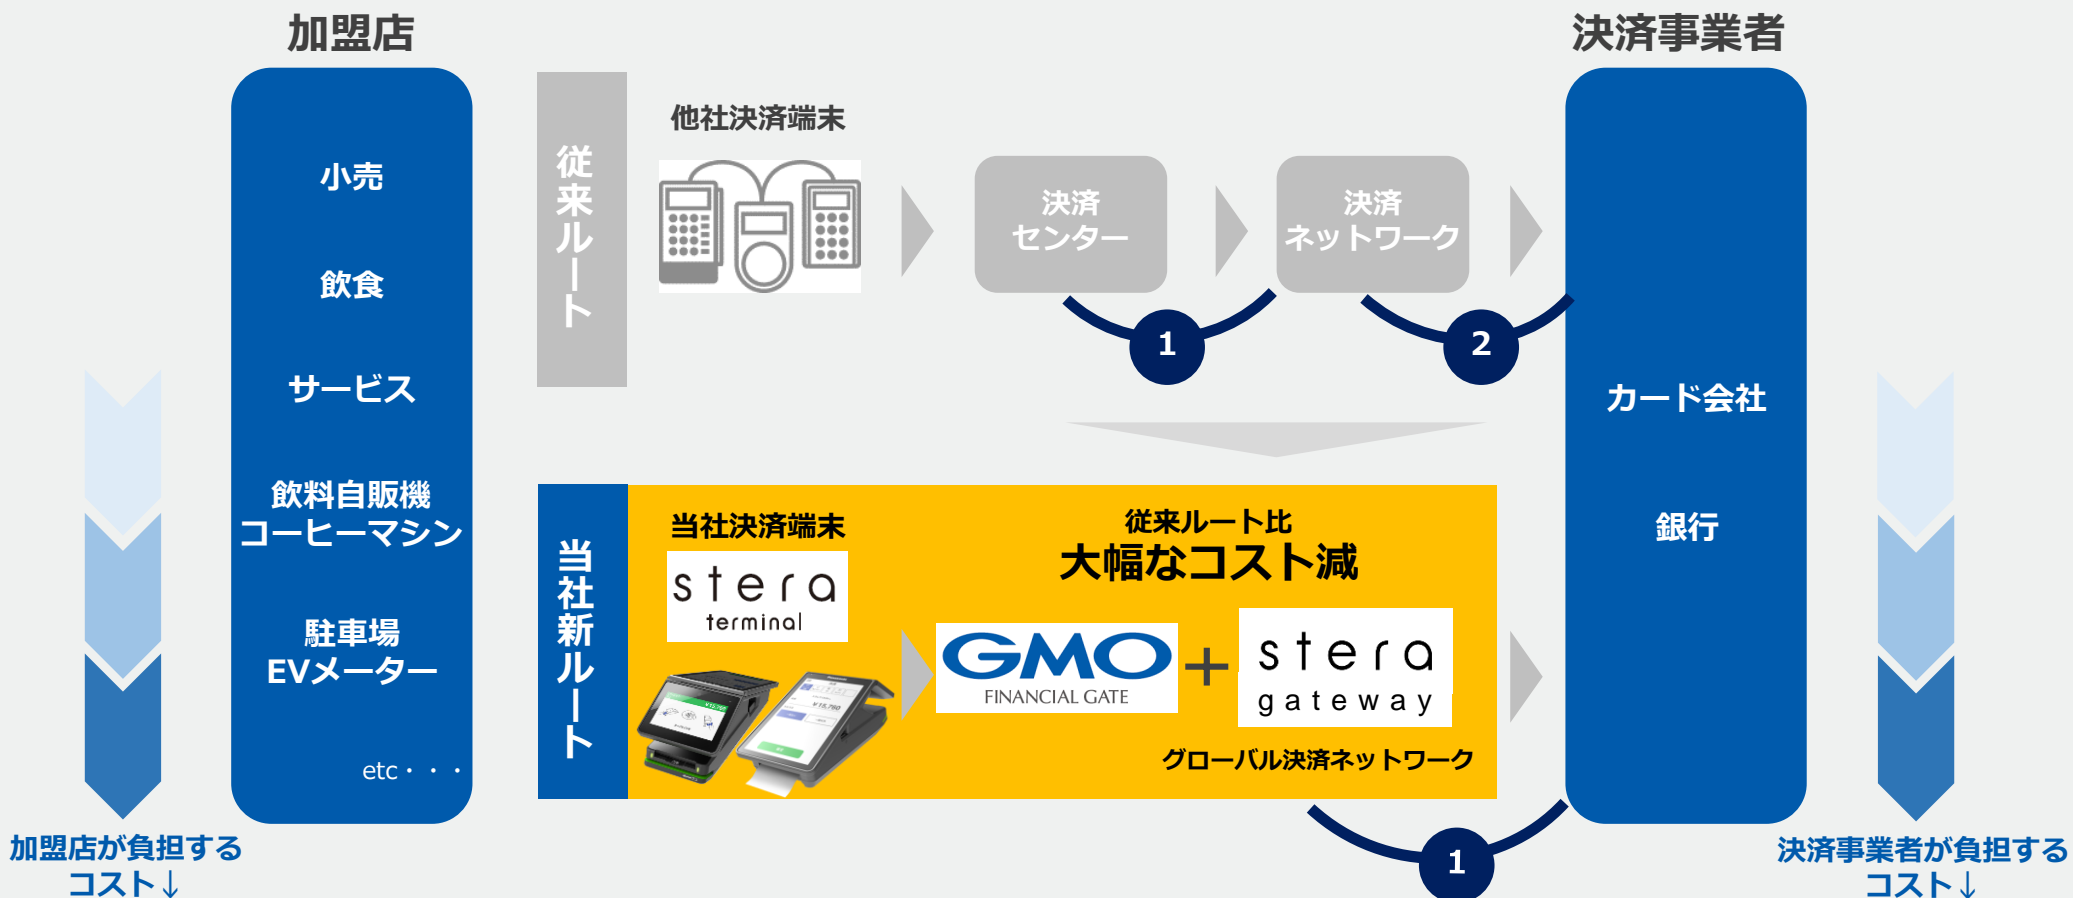 加盟店
決済事業者
小売
飲食
サービス
飲料自販機
コーヒーマシン
駐車場
EVメーター
etc・・・
従来ルート
他社決済端末
決済
センター
決済
ネットワーク
1
2
カード会社
銀行
当社新ルート
当社決済端末
stera
terminal
従来ルート比
大幅なコスト減
GMO
FINANCIAL GATE
+
stera
gateway
グローバル決済ネットワーク
1
加盟店が負担する
コスト↓
決済事業者が負担する
コスト↓